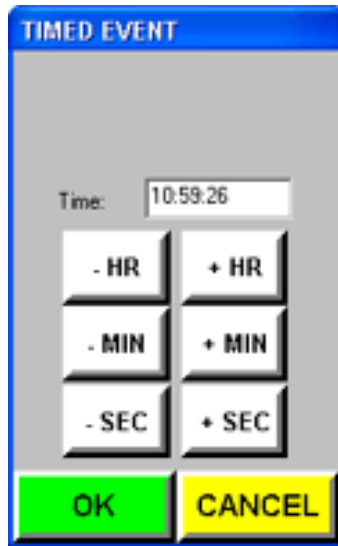 TIMED EVENT
Time: 10:59:26
- HR + HR
- MIN + MIN
- SEC + SEC
OK CANCEL